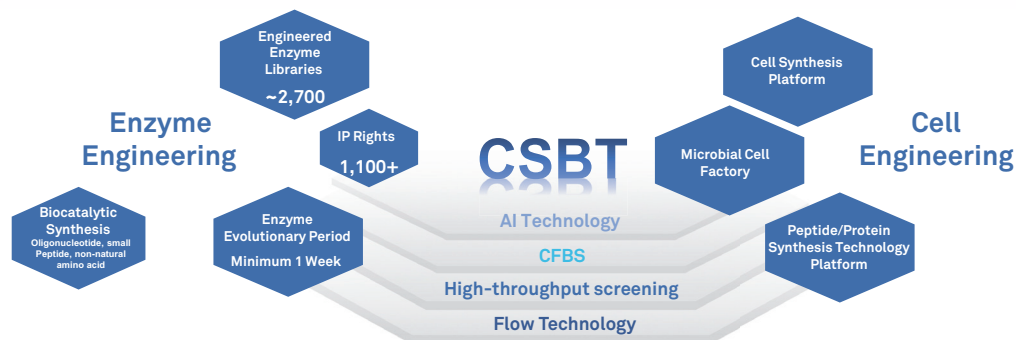 Engineered
Enzyme
Libraries
~2,700
Enzyme
Engineering
IP Rights
1,100+
Biocatalytic
Synthesis
Oligonucleotide, small
Peptide, non-natural
amino acid
Enzyme
Evolutionary Period
Minimum 1 Week
CSBT
AI Technology
CFBS
High-throughput screening
Flow Technology
Cell Synthesis
Platform
Microbial Cell
Factory
Cell
Engineering
Peptide/Protein
Synthesis Technology
Platform